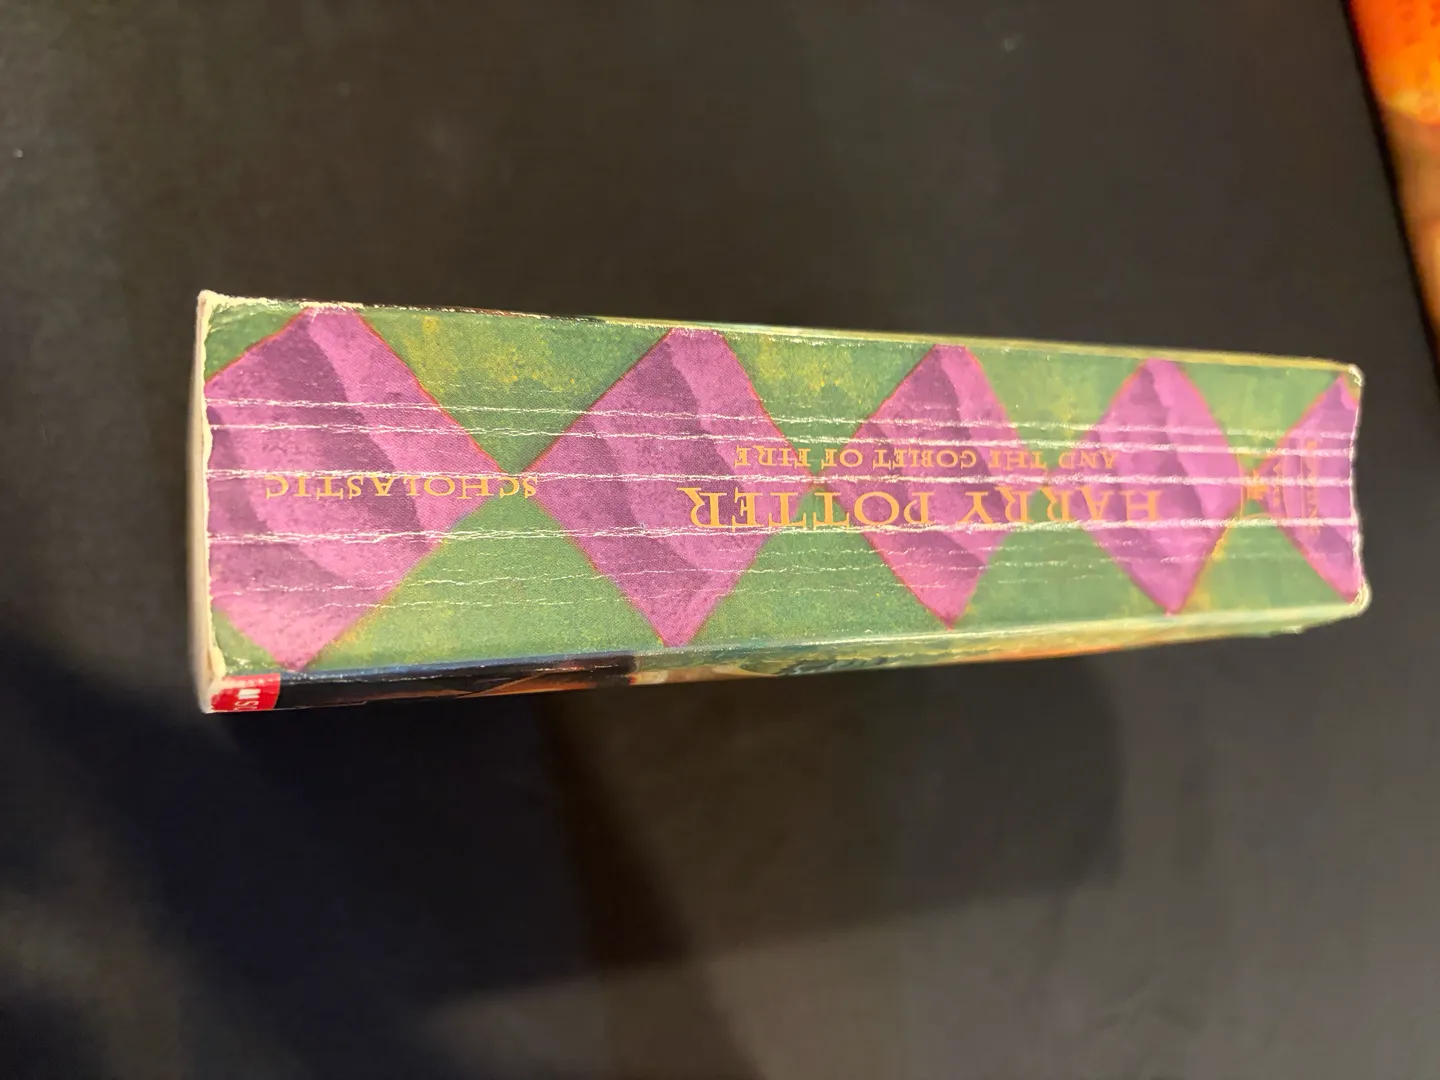 HARRY POTTER
AND THE GOBLET OF FIRE
SCHOLASTIC